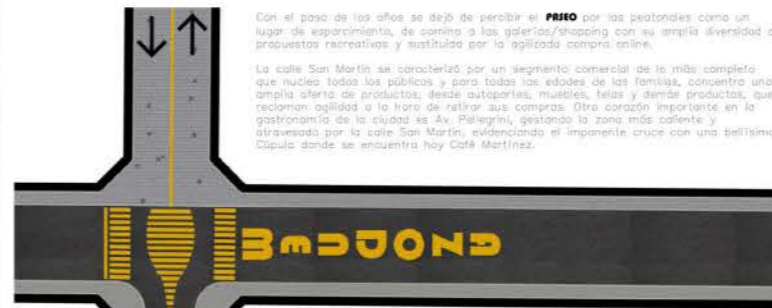 Con el paso de los años se dejó de percibir el PASEO por los peatonales como un
lugar de esparcimiento, de camino a las galerías/shopping con su amplia diversidad d
propuestas recreativas y sustituida por la agilizada compra online.
La calle San Martín se caracterizó por un segmento comercial de lo más completo
que nuclea todos los públicos y para todas las edades de las familias, concentra una
amplia oferta de productos, desde autopartes, muebles, telas y demás productos, que
reclaman agilidad a la hora de retirar sus compras. Otro corazón importante en la
gastronomía de la ciudad es Av. Pellegrini, gestando la zona más caliente y
atravesado por la calle San Martín, evidenciando el imponente cruce con una bellísima
Cúpula donde se encuentra hoy Café Martínez.
MENDOZA